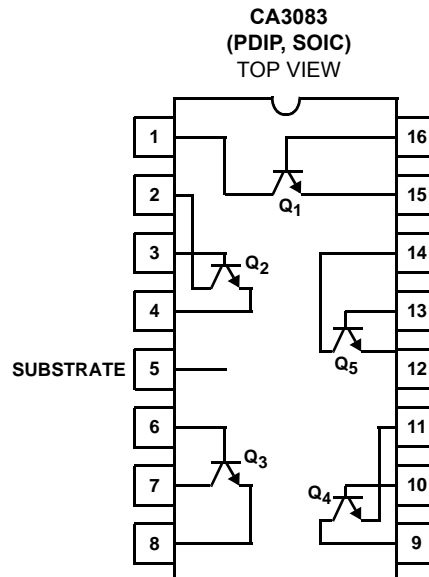 CA3083
(PDIP, SOIC)
TOP VIEW
1
16
2
Q1
15
3
Q2
14
4
13
SUBSTRATE
5
Q5
12
6
11
Q3
7
Q4
10
8
9